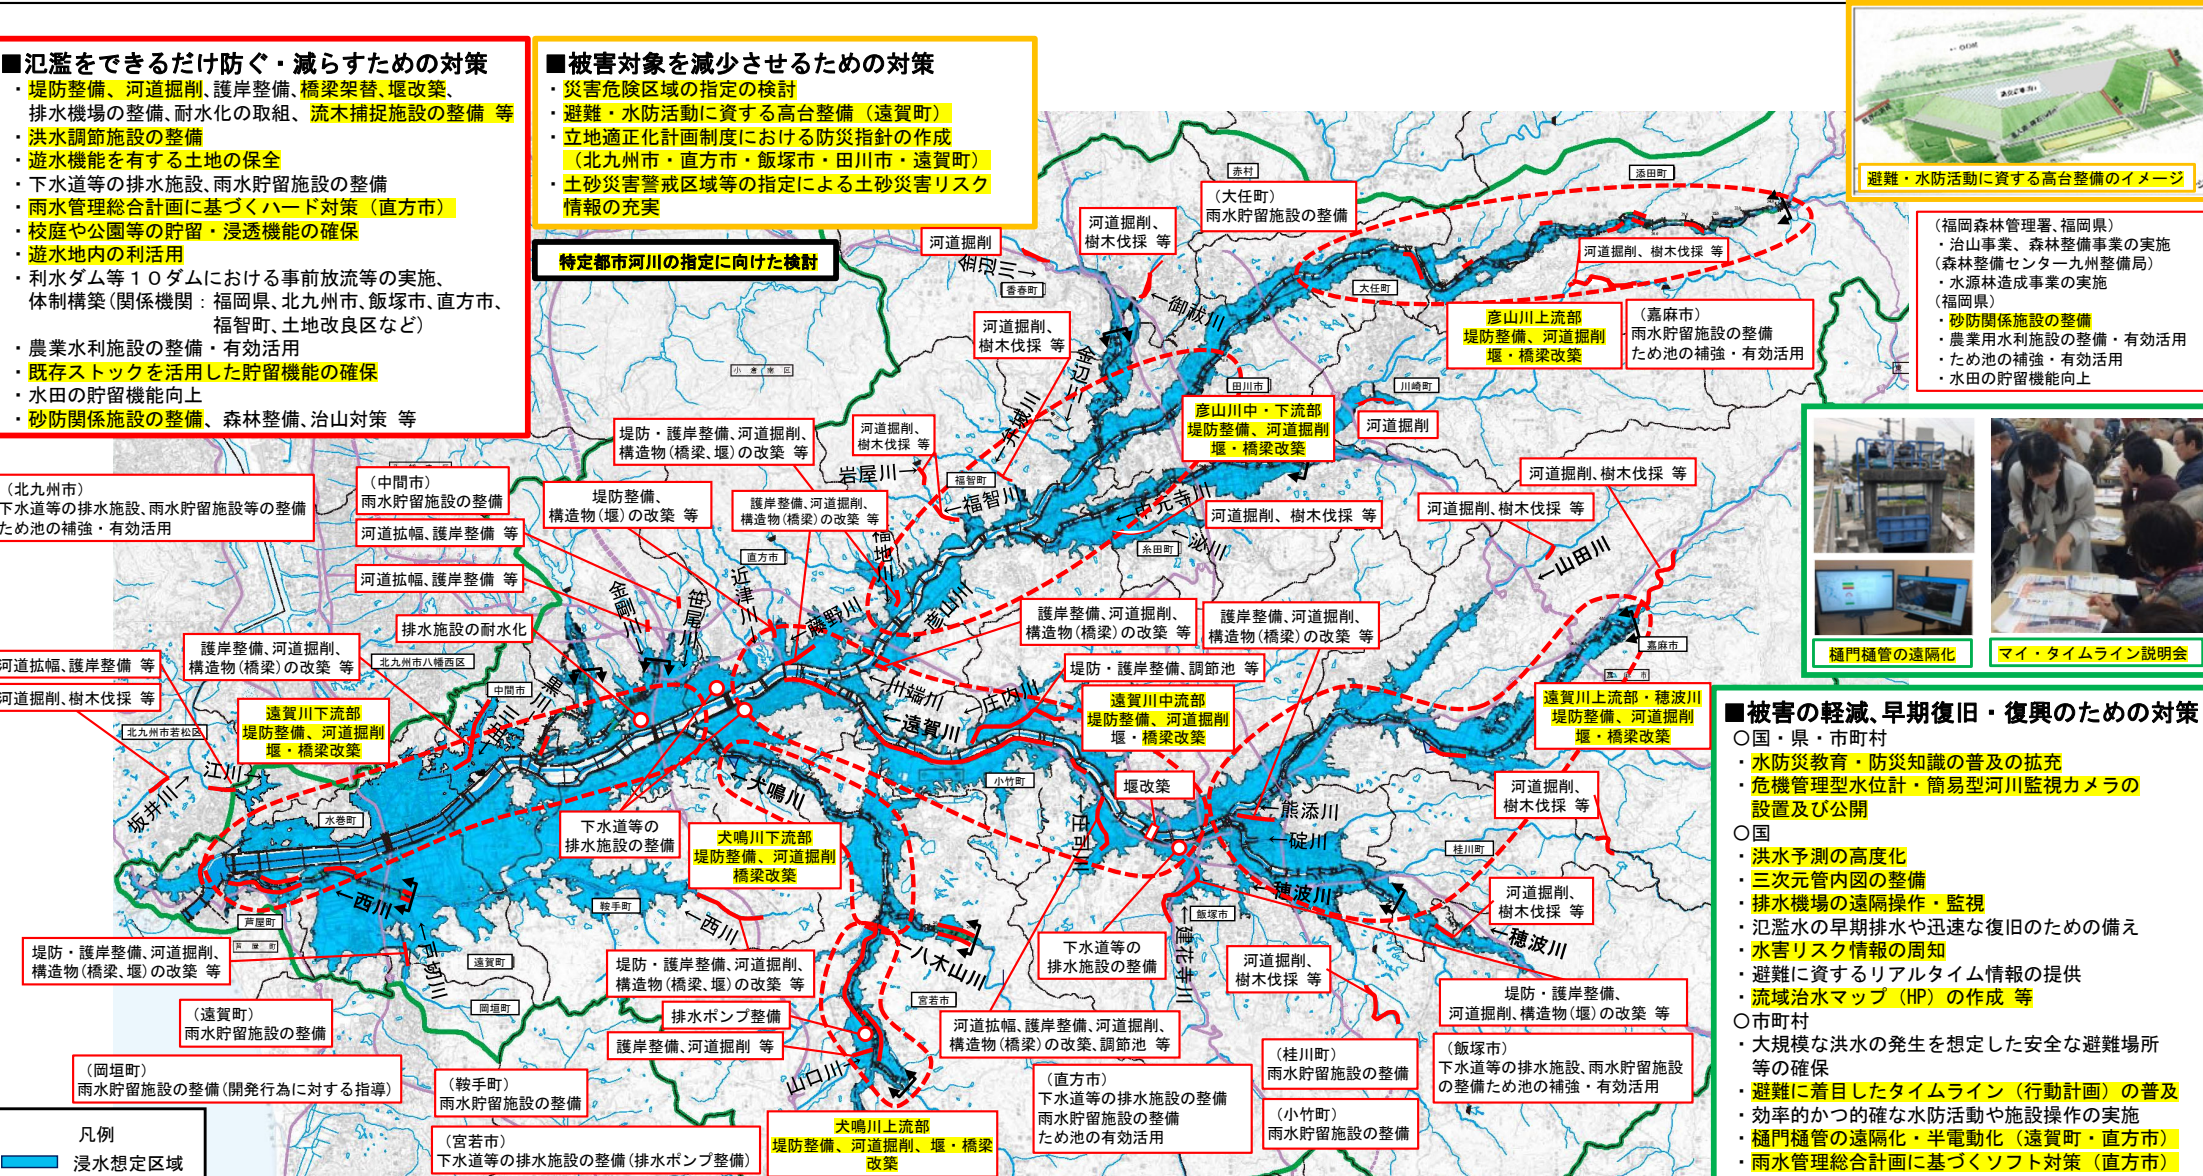 ■氾濫をできるだけ防ぐ・減らすための対策
・堤防整備、河道掘削、護岸整備、橋梁架替、堰改築、
排水機場の整備、耐水化の取組、流木捕捉施設の整備 等
・洪水調節施設の整備
・遊水機能を有する土地の保全
・下水道等の排水施設、雨水貯留施設の整備
・雨水管理総合計画に基づくハード対策（直方市）
・校庭や公園等の貯留・浸透機能の確保
・遊水地内の利活用
・利水ダム等１０ダムにおける事前放流等の実施、
体制構築（関係機関：福岡県、北九州市、飯塚市、直方市、
福智町、土地改良区など）
・農業水利施設の整備・有効活用
・既存ストックを活用した貯留機能の確保
・水田の貯留機能向上
・砂防関係施設の整備、森林整備、治山対策 等
■被害対象を減少させるための対策
・災害危険区域の指定の検討
・避難・水防活動に資する高台整備（遠賀町）
・立地適正化計画制度における防災指針の作成
（北九州市・直方市・飯塚市・田川市・遠賀町）
・土砂災害警戒区域等の指定による土砂災害リスク
情報の充実
特定都市河川の指定に向けた検討
避難・水防活動に資する高台整備のイメージ
（福岡森林管理署、福岡県）
・治山事業、森林整備事業の実施
（森林整備センター九州整備局）
・水源林造成事業の実施
（福岡県）
・砂防関係施設の整備
・農業用水利施設の整備・有効活用
・ため池の補強・有効活用
・水田の貯留機能向上
赤村
添田町
（大任町）
雨水貯留施設の整備
河道掘削、
樹木伐採 等
河道掘削
金辺川→
香春町
河道掘削、樹木伐採 等
大任町
←御祓川
彦山川上流部
堤防整備、河道掘削
堰・橋梁改築
（嘉麻市）
雨水貯留施設の整備
ため池の補強・有効活用
河道掘削、
樹木伐採 等
金辺川→
小倉南区
田川市
川崎町
彦山川中・下流部
堤防整備、河道掘削
堰・橋梁改築
河道掘削
←弁城川
堤防・護岸整備、河道掘削、
構造物（橋梁、堰）の改築 等
河道掘削、
樹木伐採 等
岩屋川→
福智町
←福智川
←中元寺川
河道掘削、樹木伐採 等
糸田町
←泌川
河道掘削、樹木伐採 等
河道掘削、樹木伐採 等
←山田川
樋門樋管の遠隔化
マイ・タイムライン説明会
（北九州市）
下水道等の排水施設、雨水貯留施設等の整備
ため池の補強・有効活用
（中間市）
雨水貯留施設の整備
河道拡幅、護岸整備 等
河道拡幅、護岸整備 等
堤防整備、
構造物（堰）の改築 等
護岸整備、河道掘削、
構造物（橋梁）の改築 等
直方市
福地川
近津川
笹尾川
金剛川
←藤野川
彦山川
排水施設の耐水化
護岸整備、河道掘削、
構造物（橋梁）の改築 等
北九州市八幡西区
中間市
黒川
河道拡幅、護岸整備 等
河道掘削、樹木伐採 等
北九州市若松区
遠賀川下流部
堤防整備、河道掘削
堰・橋梁改築
江川→
坂井川→
水巻町
護岸整備、河道掘削、
構造物（橋梁）の改築 等
護岸整備、河道掘削、
構造物（橋梁）の改築 等
堤防・護岸整備、調節池 等
←川端川
←庄内川
←遠賀川
遠賀川中流部
堤防整備、河道掘削
堰・橋梁改築
嘉麻市
遠賀川上流部・穂波川
堤防整備、河道掘削
堰・橋梁改築
小竹町
堰改築
←犬鳴川
下水道等の
排水施設の整備
犬鳴川下流部
堤防整備、河道掘削
橋梁改築
庄司川
←熊添川
←碇川
河道掘削、
樹木伐採 等
桂川町
←穂波川
河道掘削、
樹木伐採 等
←穂波川
飯塚市
←建花寺川
芦屋町
芦屋町
←西川
鞍手町
←西川
戸切川
遠賀町
岡垣町
堤防・護岸整備、河道掘削、
構造物（橋梁、堰）の改築 等
堤防・護岸整備、河道掘削、
構造物（橋梁、堰）の改築 等
←八木山川
宮若市
下水道等の
排水施設の整備
河道掘削、
樹木伐採 等
堤防・護岸整備、
河道掘削、構造物（堰）の改築 等
（遠賀町）
雨水貯留施設の整備
排水ポンプ整備
護岸整備、河道掘削 等
河道拡幅、護岸整備、河道掘削、
構造物（橋梁）の改築、調節池 等
山口川→
（岡垣町）
雨水貯留施設の整備（開発行為に対する指導）
（鞍手町）
雨水貯留施設の整備
（宮若市）
下水道等の排水施設の整備（排水ポンプ整備）
犬鳴川上流部
堤防整備、河道掘削、堰・橋梁
改築
（直方市）
下水道等の排水施設の整備
雨水貯留施設の整備
ため池の有効活用
（桂川町）
雨水貯留施設の整備
（小竹町）
雨水貯留施設の整備
（飯塚市）
下水道等の排水施設、雨水貯留施設
の整備ため池の補強・有効活用
凡例
浸水想定区域
■被害の軽減、早期復旧・復興のための対策
○国・県・市町村
・水防災教育・防災知識の普及の拡充
・危機管理型水位計・簡易型河川監視カメラの
設置及び公開
○国
・洪水予測の高度化
・三次元管内図の整備
・排水機場の遠隔操作・監視
・氾濫水の早期排水や迅速な復旧のための備え
・水害リスク情報の周知
・避難に資するリアルタイム情報の提供
・流域治水マップ（HP）の作成 等
○市町村
・大規模な洪水の発生を想定した安全な避難場所
等の確保
・避難に着目したタイムライン（行動計画）の普及
・効率的かつ的確な水防活動や施設操作の実施
・樋門樋管の遠隔化・半電動化（遠賀町・直方市）
・雨水管理総合計画に基づくソフト対策（直方市）